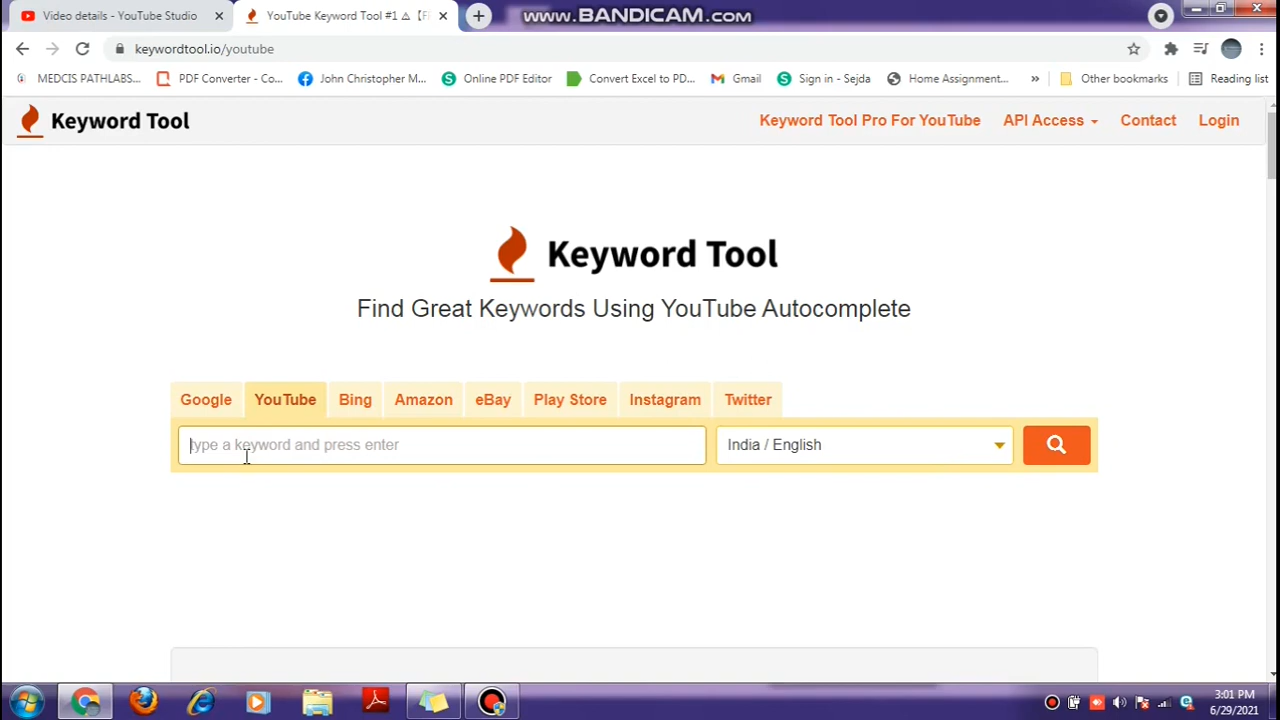 Video details - YouTube Studio
YouTube Keyword Tool #1
www.BANDICAM.com
keywordtool.io/youtube
MEDCIS PATHLABS...
PDF Converter - Co...
John Christopher M...
Online PDF Editor
Convert Excel to PD...
Gmail
Sign in - Sejda
Home Assignment...
»
Other bookmarks
Reading list
Keyword Tool
Keyword Tool Pro For YouTube
API Access
Contact
Login
Keyword Tool
Find Great Keywords Using YouTube Autocomplete
Google
YouTube
Bing
Amazon
eBay
Play Store
Instagram
Twitter
type a keyword and press enter
India / English
3:01 PM
6/29/2021